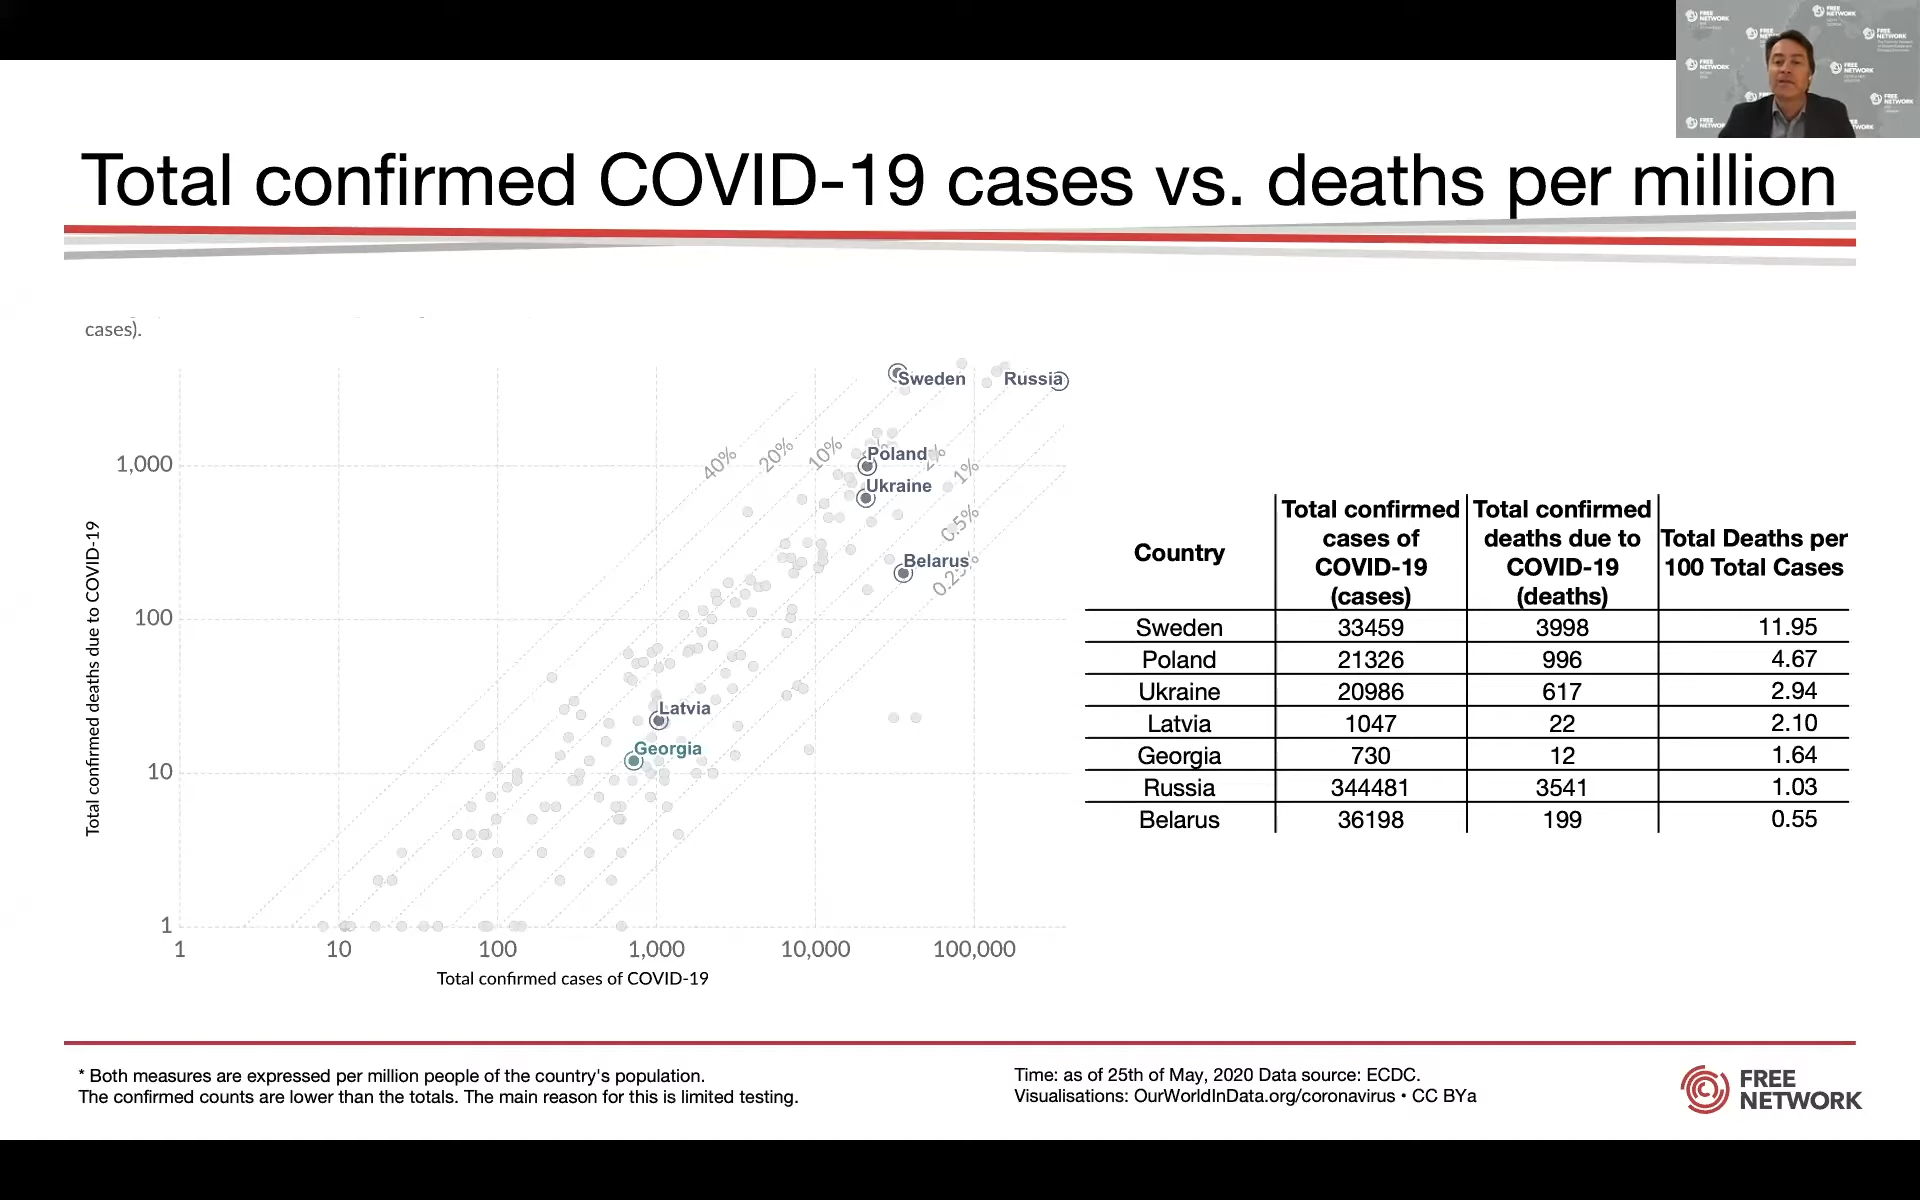 FREE
NETWORK
Total confirmed COVID-19 cases vs. deaths per million
cases).
Sweden
Russia
40%
20%
10%
2%
1%
0.5%
Poland
Ukraine
Belarus
Latvia
Georgia
1,000
100
10
1
Total confirmed deaths due to COVID-19
1
10
100
1,000
10,000
100,000
Total confirmed cases of COVID-19
Country Total confirmed cases of COVID-19 (cases) Total confirmed deaths due to COVID-19 (deaths) Total Deaths per 100 Total Cases
Sweden 33459 3998 11.95
Poland 21326 996 4.67
Ukraine 20986 617 2.94
Latvia 1047 22 2.10
Georgia 730 12 1.64
Russia 344481 3541 1.03
Belarus 36198 199 0.55
* Both measures are expressed per million people of the country's population.
The confirmed counts are lower than the totals. The main reason for this is limited testing.
Time: as of 25th of May, 2020 Data source: ECDC.
Visualisations: OurWorldInData.org/coronavirus • CC BYa
FREE
NETWORK